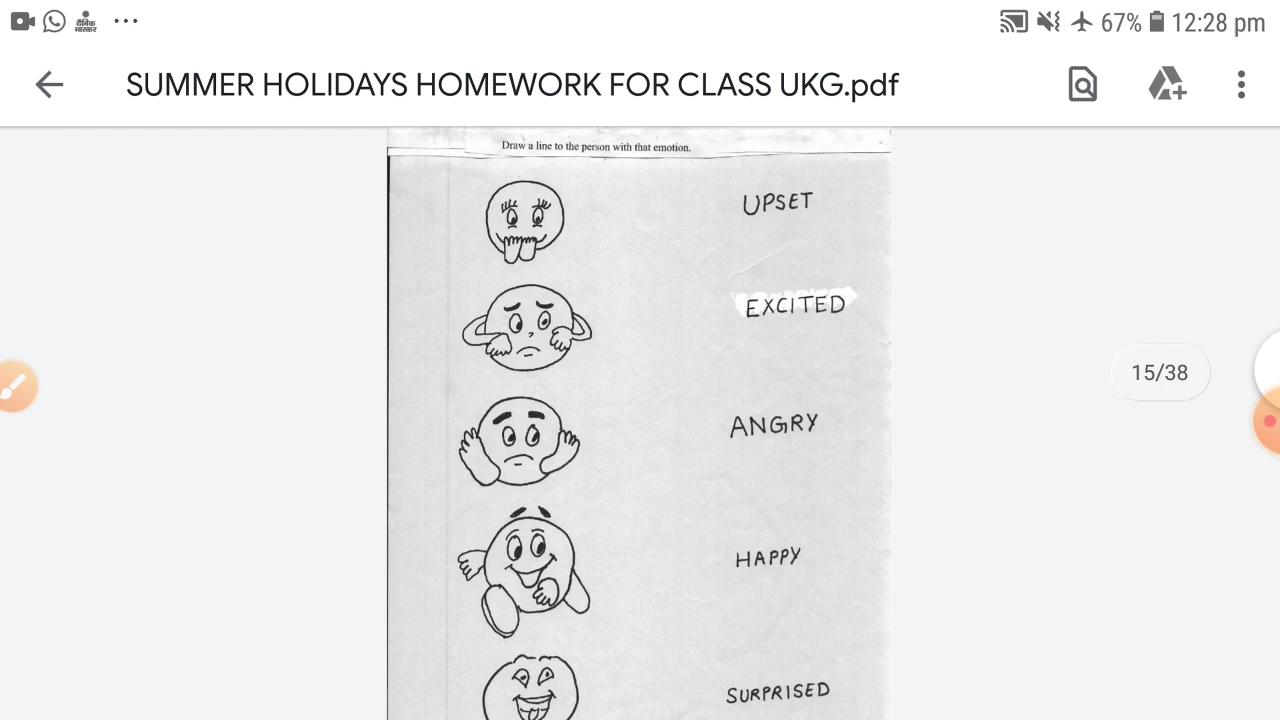 दैनिक
भास्कर
67% 12:28 pm
SUMMER HOLIDAYS HOMEWORK FOR CLASS UKG.pdf
Draw a line to the person with that emotion.
UPSET
EXCITED
15/38
ANGRY
HAPPY
SURPRISED